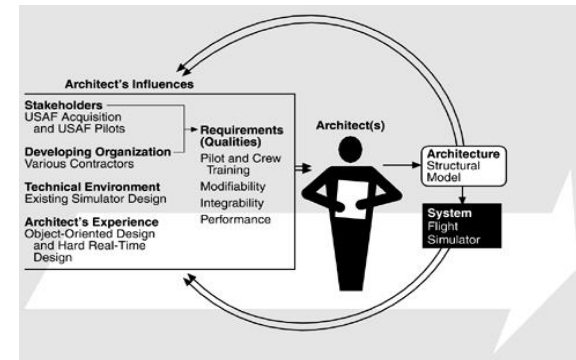 Architect's Influences
Stakeholders
USAF Acquisition
and USAF Pilots
Developing Organization
Various Contractors
Technical Environment
Existing Simulator Design
Architect's Experience
Object-Oriented Design
and Hard Real-Time
Design
Requirements
(Qualities)
Pilot and Crew
Training
Modifiability
Integrability
Performance
Architect(s)
Architecture
Structural
Model
System
Flight
Simulator